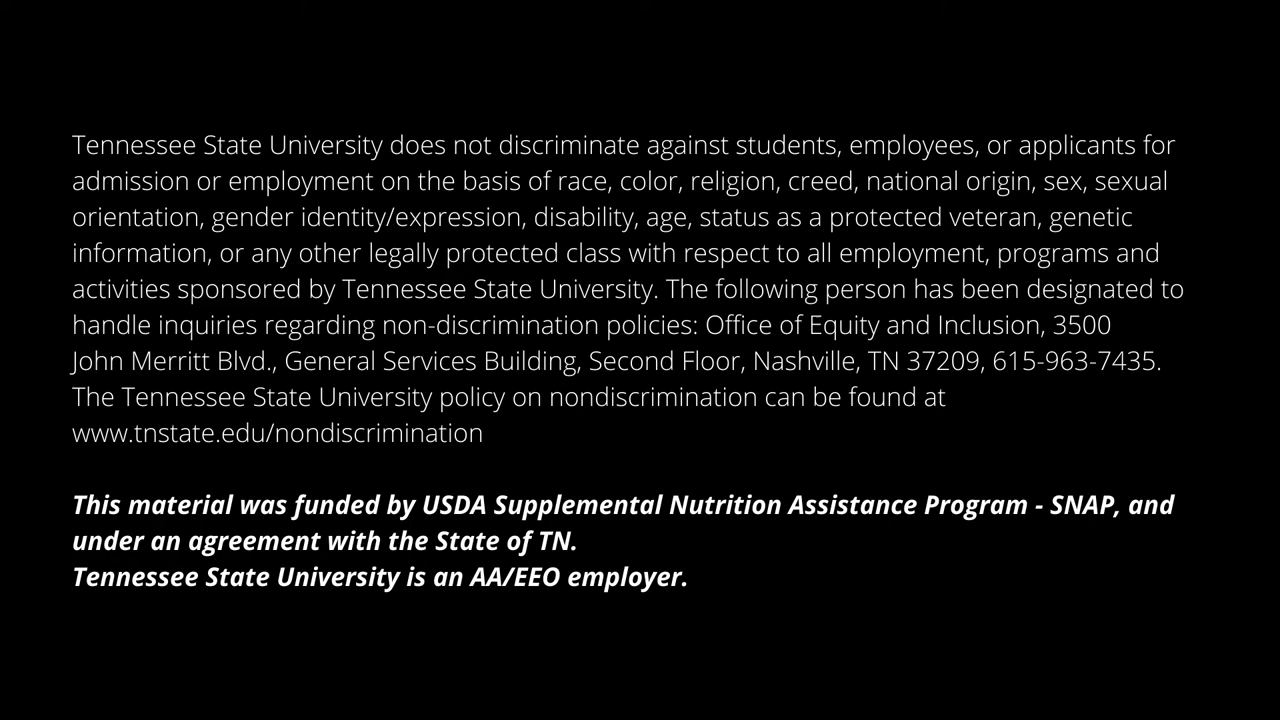 Tennessee State University does not discriminate against students, employees, or applicants for
admission or employment on the basis of race, color, religion, creed, national origin, sex, sexual
orientation, gender identity/expression, disability, age, status as a protected veteran, genetic
information, or any other legally protected class with respect to all employment, programs and
activities sponsored by Tennessee State University. The following person has been designated to
handle inquiries regarding non-discrimination policies: Office of Equity and Inclusion, 3500
John Merritt Blvd., General Services Building, Second Floor, Nashville, TN 37209, 615-963-7435.
The Tennessee State University policy on nondiscrimination can be found at
www.tnstate.edu/nondiscrimination
This material was funded by USDA Supplemental Nutrition Assistance Program - SNAP, and
under an agreement with the State of TN.
Tennessee State University is an AA/EEO employer.